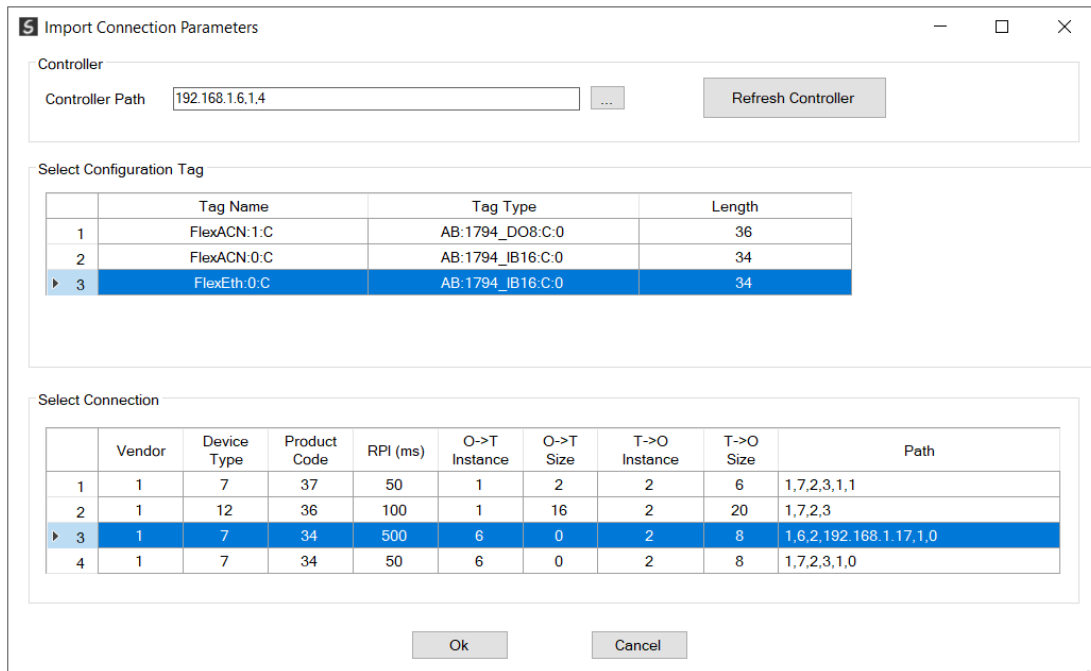 S Import Connection Parameters
Controller
Controller Path 192.168.1.6,1,4 ... Refresh Controller
Select Configuration Tag
Tag Name Tag Type Length
1 FlexACN:1:C AB:1794_DO8:C:0 36
2 FlexACN:0:C AB:1794_IB16:C:0 34
3 FlexEth:0:C AB:1794_IB16:C:0 34
Select Connection
Vendor Device Type Product Code RPI (ms) O->T Instance O->T Size T->O Instance T->O Size Path
1 1 7 37 50 1 2 2 6 1,7,2,3,1,1
2 1 12 36 100 1 16 2 20 1,7,2,3
3 1 7 34 500 6 0 2 8 1,6,2,192.168.1.17,1,0
4 1 7 34 50 6 0 2 8 1,7,2,3,1,0
Ok Cancel